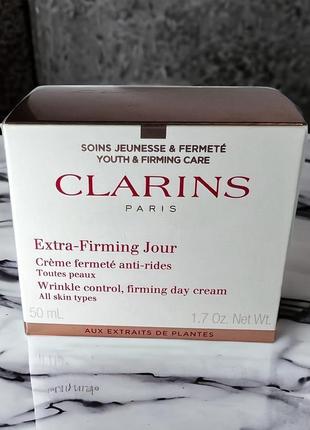 SOINS JEUNESSE & FERMETÉ
YOUTH & FIRMING CARE
CLARINS
PARIS
Extra-Firming Jour
Crème fermeté anti-rides
Toutes peaux
Wrinkle control, firming day cream
All skin types
50 mL 1.7 Oz. Net Wt.
AUX EXTRAITS DE PLANTES